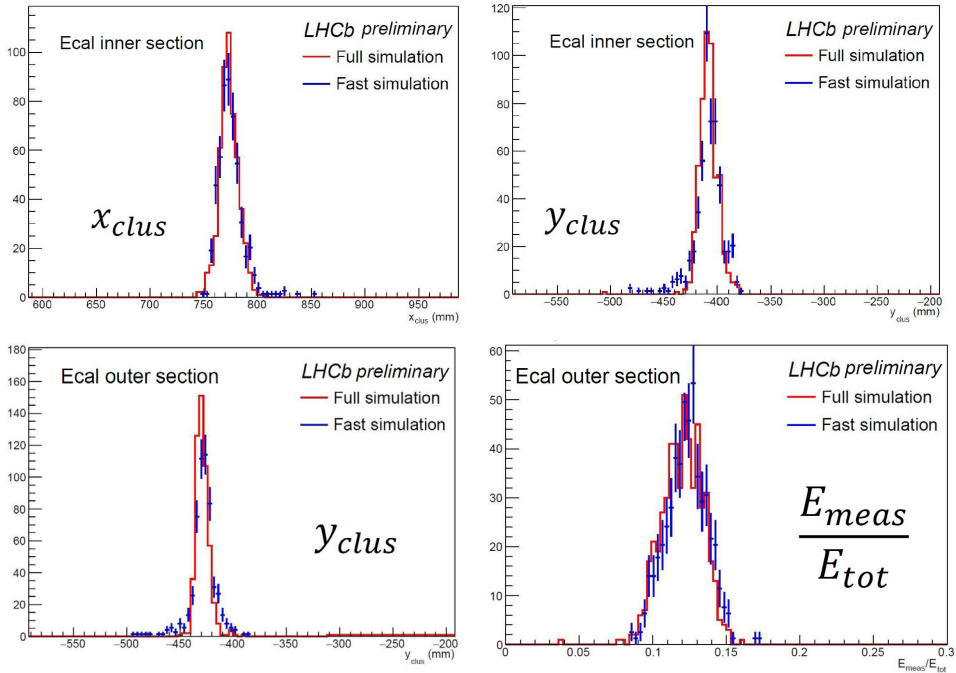 LHCb preliminary
Ecal inner section
Full simulation
Fast simulation
x_clus
100
80
60
40
20
0
600 650 700 750 800 850 900 950
x_clus (mm)
LHCb preliminary
Ecal inner section
Full simulation
Fast simulation
y_clus
120
100
80
60
40
20
0
-550 -500 -450 -400 -350 -300 -250 -200
y_clus (mm)
LHCb preliminary
Ecal outer section
Full simulation
Fast simulation
y_clus
180
160
140
120
100
80
60
40
20
0
-550 -500 -450 -400 -350 -300 -250 -200
y_clus (mm)
LHCb preliminary
Ecal outer section
Full simulation
Fast simulation
E_meas
E_tot
60
50
40
30
20
10
0
0 0.05 0.1 0.15 0.2 0.25 0.3
E_meas/E_tot